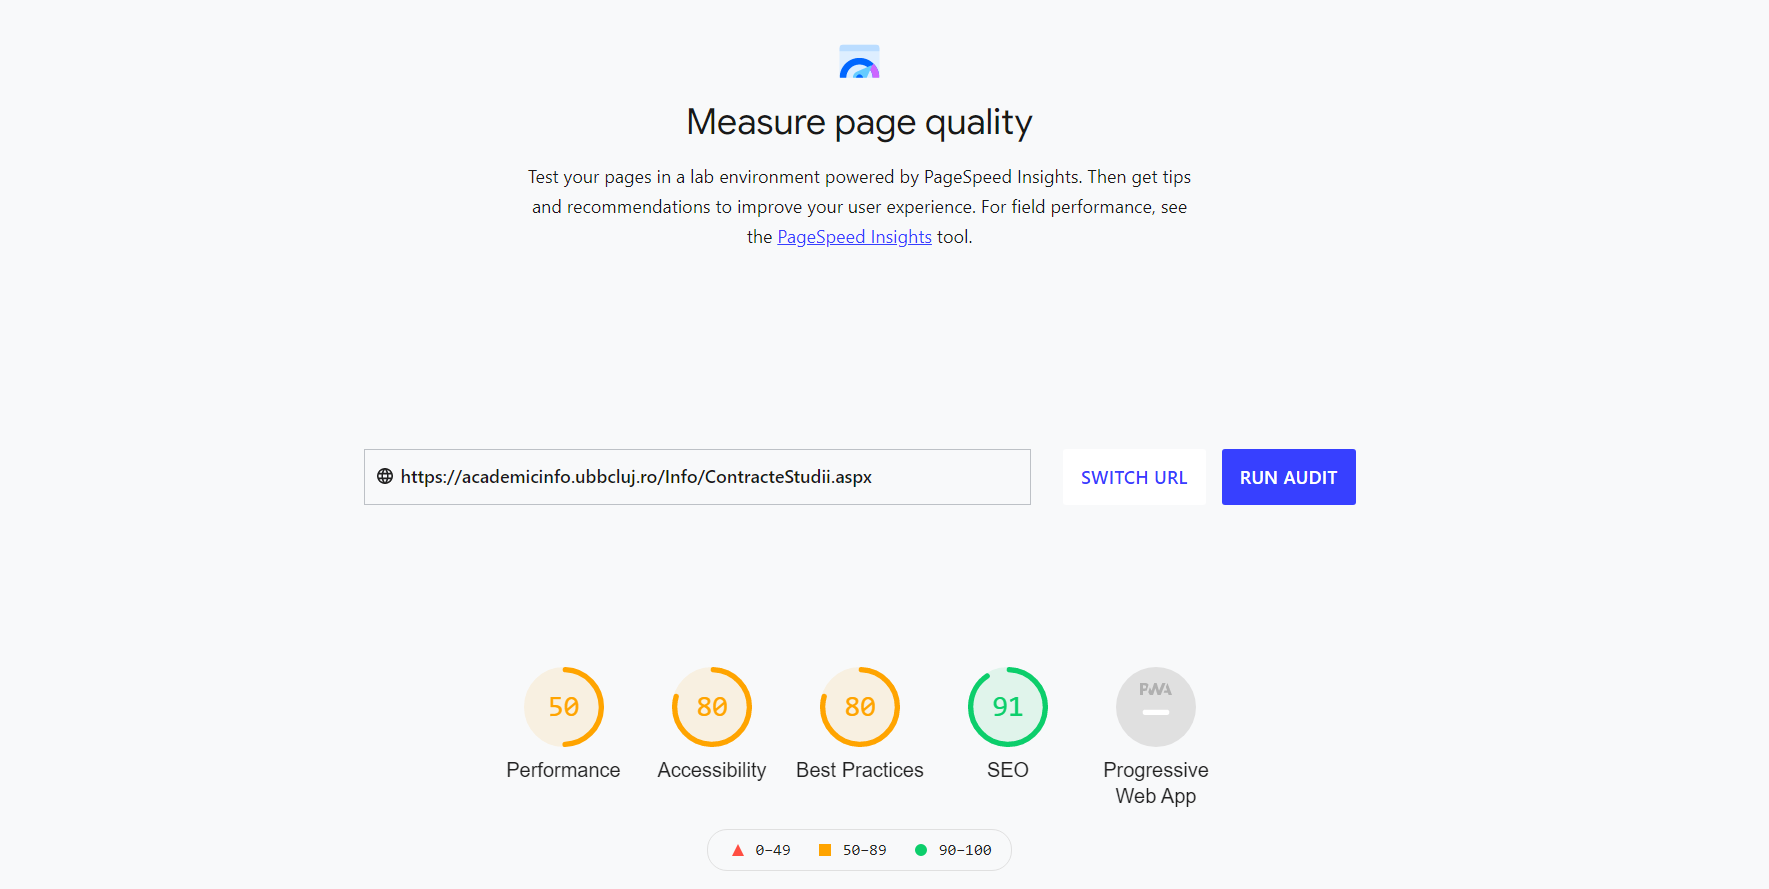 Measure page quality
Test your pages in a lab environment powered by PageSpeed Insights. Then get tips
and recommendations to improve your user experience. For field performance, see
the PageSpeed Insights tool.
https://academicinfo.ubbcluj.ro/Info/ContracteStudii.aspx
SWITCH URL
RUN AUDIT
50
80
80
91
PWA
Performance
Accessibility
Best Practices
SEO
Progressive
Web App
0–49
50–89
90–100